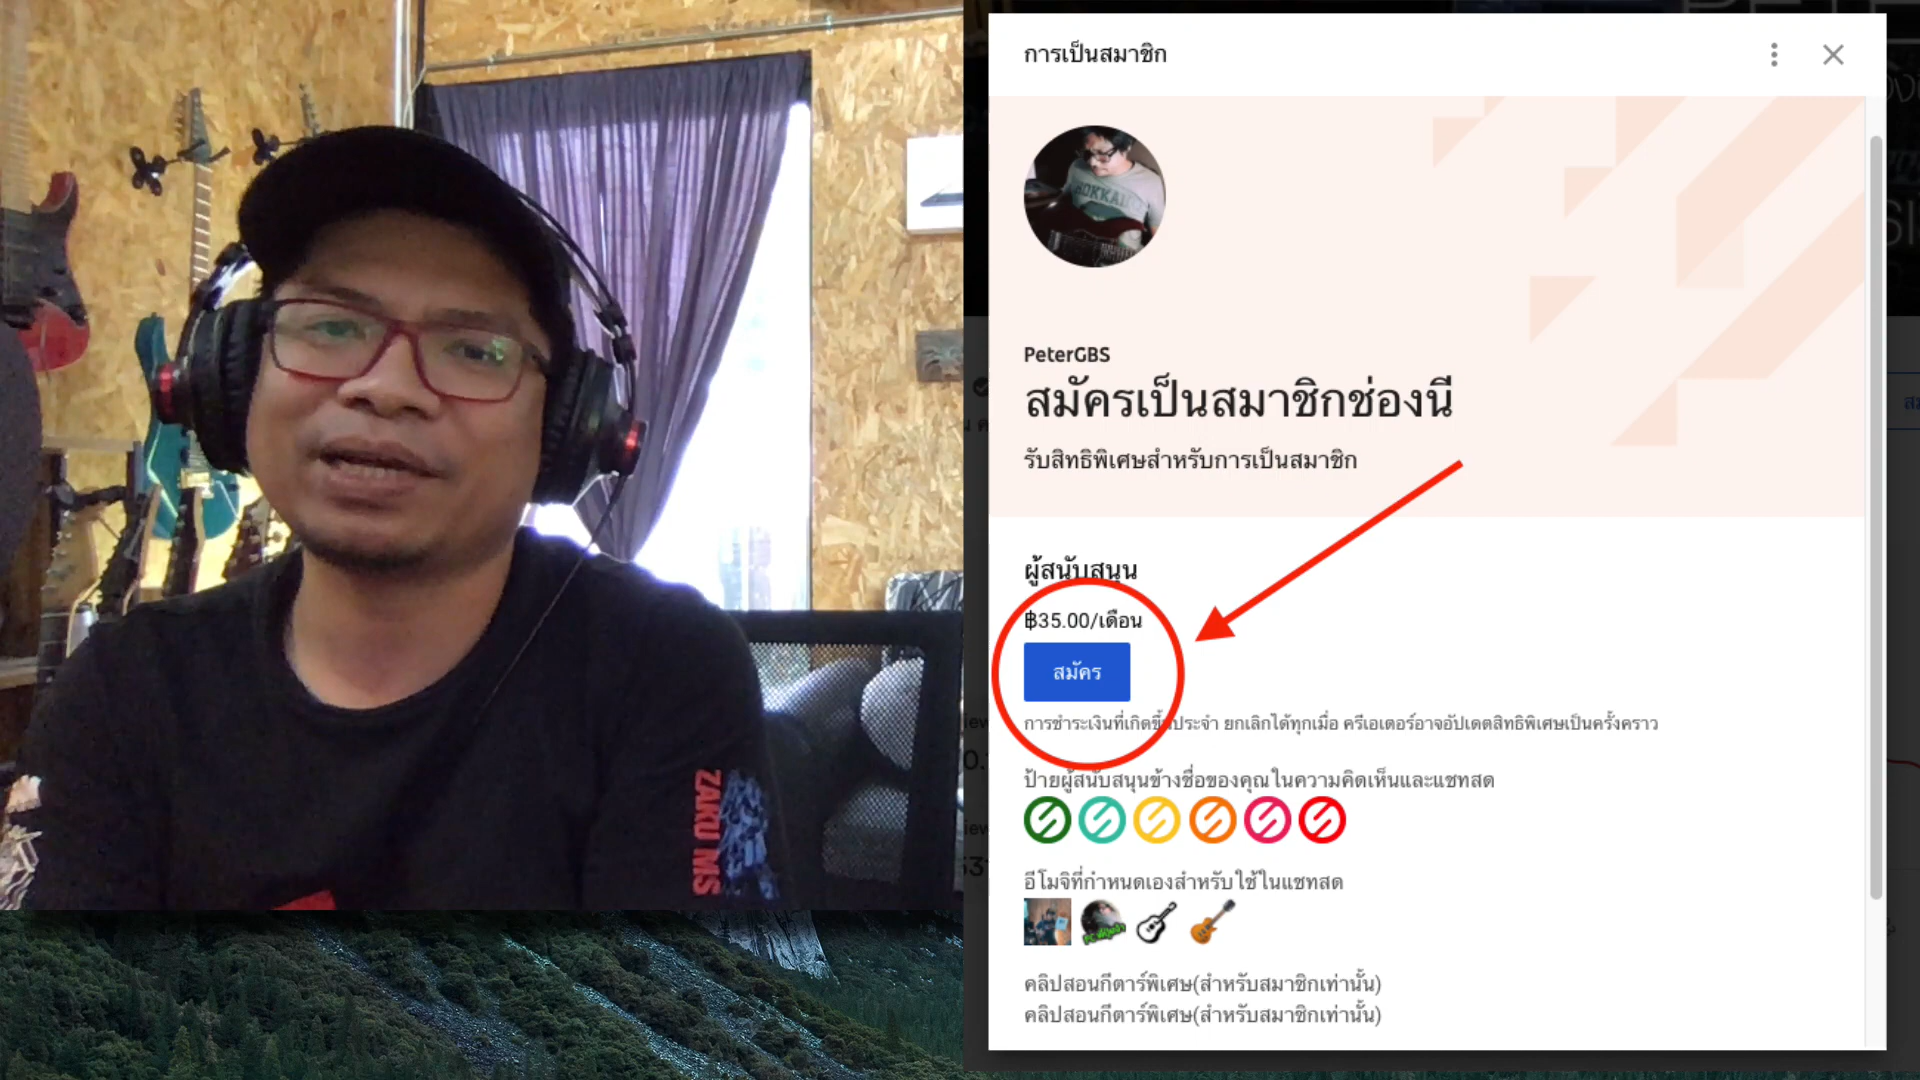 การเป็นสมาชิก
HOKKAI
PeterGBS
สมัครเป็นสมาชิกช่องนี้
รับสิทธิพิเศษสำหรับการเป็นสมาชิก
ผู้สนับสนุน
฿35.00/เดือน
สมัคร
การชำระเงินที่เกิดขึ้นประจำ ยกเลิกได้ทุกเมื่อ ครีเอเตอร์อาจอัปเดตสิทธิพิเศษเป็นครั้งคราว
ป้ายผู้สนับสนุนข้างชื่อของคุณในความคิดเห็นและแชทสด
อีโมจิที่กำหนดเองสำหรับใช้ในแชทสด
คลิปสอนกีตาร์พิเศษ(สำหรับสมาชิกเท่านั้น)
คลิปสอนกีตาร์พิเศษ(สำหรับสมาชิกเท่านั้น)
ZAKU MS